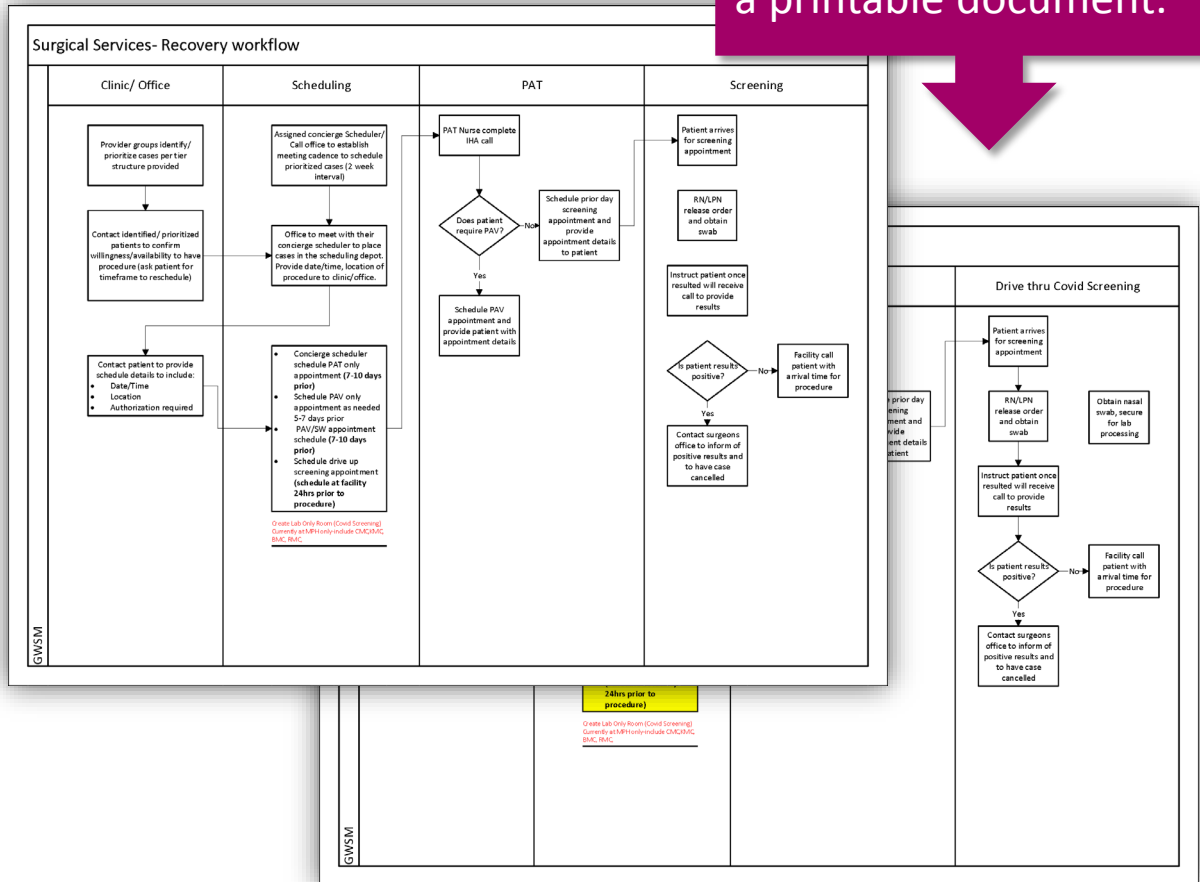 a printable document.
Surgical Services- Recovery workflow
Clinic/ Office
Scheduling
PAT
Screening
Provider groups identify/
prioritize cases per tier
structure provided
Contact identified/ prioritized
patients to confirm
willingness/availability to have
procedure (ask patient for
timeframe to reschedule)
Contact patient to provide
schedule details to include:
• Date/Time
• Location
• Authorization required
Assigned concierge Scheduler/
Call office to establish
meeting cadence to schedule
prioritized cases (2 week
interval)
Office to meet with their
concierge scheduler to place
cases in the scheduling depot.
Provide date/time, location of
procedure to clinic/office.
• Concierge scheduler
schedule PAT only
appointment (7-10 days
prior)
• Schedule PAV only
appointment as needed
5-7 days prior
• PAV/SW appointment
schedule (7-10 days
prior)
• Schedule drive up
screening appointment
(schedule at facility
24hrs prior to
procedure)
Create Lab Only Room (Covid Screening)
Currently at MPH only-include CMC,KMC,
BMC, RMC,
PAT Nurse complete
IHA call
Does patient
require PAV?
No
Yes
Schedule prior day
screening
appointment and
provide
appointment details
to patient
Schedule PAV
appointment and
provide patient with
appointment details
Patient arrives
for screening
appointment
RN/LPN
release order
and obtain
swab
Instruct patient once
resulted will receive
call to provide
results
Is patient results
positive?
No
Facility call
patient with
arrival time for
procedure
Yes
Contact surgeons
office to inform of
positive results and
to have case
cancelled
GWSM
Drive thru Covid Screening
prior day
ening
ment and
vide
ent details
atient
Patient arrives
for screening
appointment
RN/LPN
release order
and obtain
swab
Obtain nasal
swab, secure
for lab
processing
Instruct patient once
resulted will receive
call to provide
results
Is patient results
positive?
No
Facility call
patient with
arrival time for
procedure
Yes
Contact surgeons
office to inform of
positive results and
to have case
cancelled
24hrs prior to
procedure)
Create Lab Only Room (Covid Screening)
Currently at MPH only-include CMC,KMC,
BMC, RMC,
GWSM